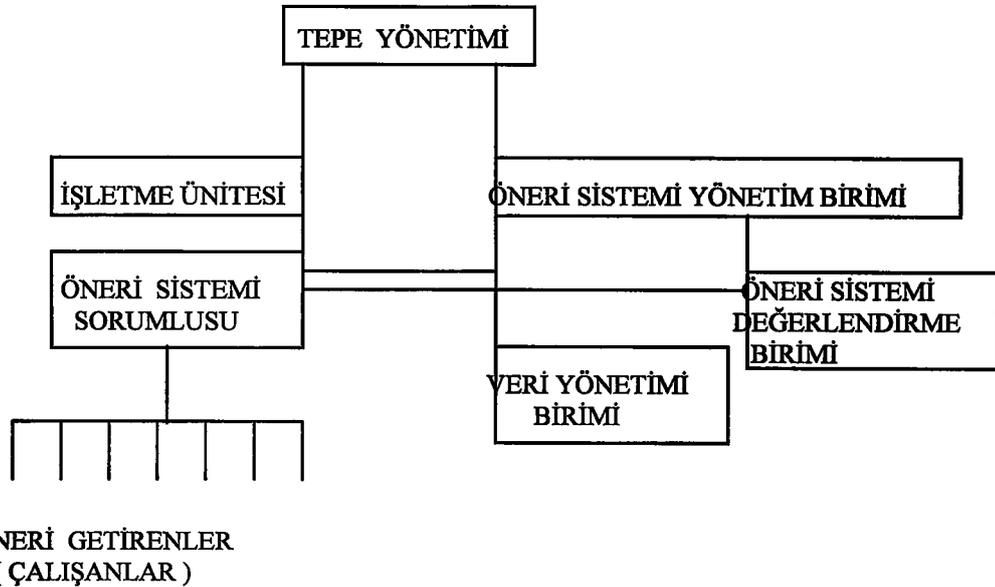 TEPE YÖNETİMİ
İŞLETME ÜNİTESİ
ÖNERİ SİSTEMİ YÖNETİM BİRİMİ
ÖNERİ SİSTEMİ
SORUMLUSU
ÖNERİ SİSTEMİ
DEĞERLENDİRME
BİRİMİ
VERİ YÖNETİMİ
BİRİMİ
NERİ GETİRENLER
( ÇALIŞANLAR )